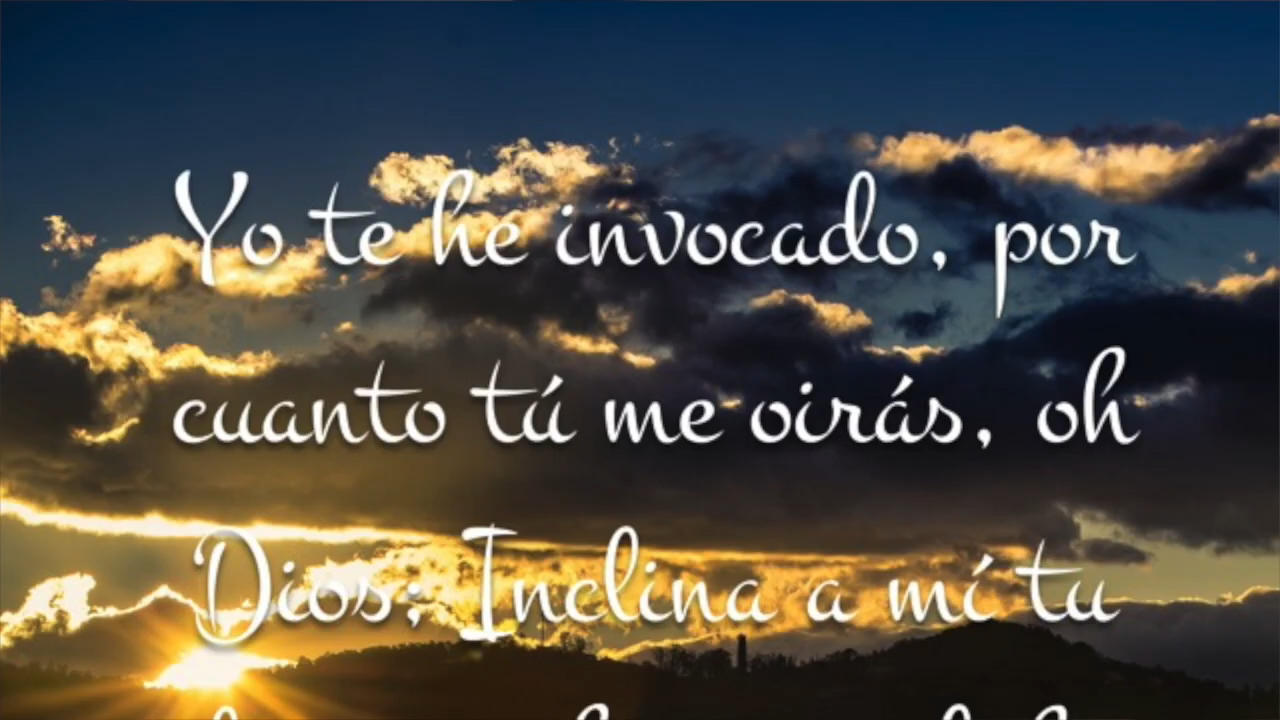 Yo te he invocado, por
cuanto tú me oirás, oh
Dios; Inclina a mí tu